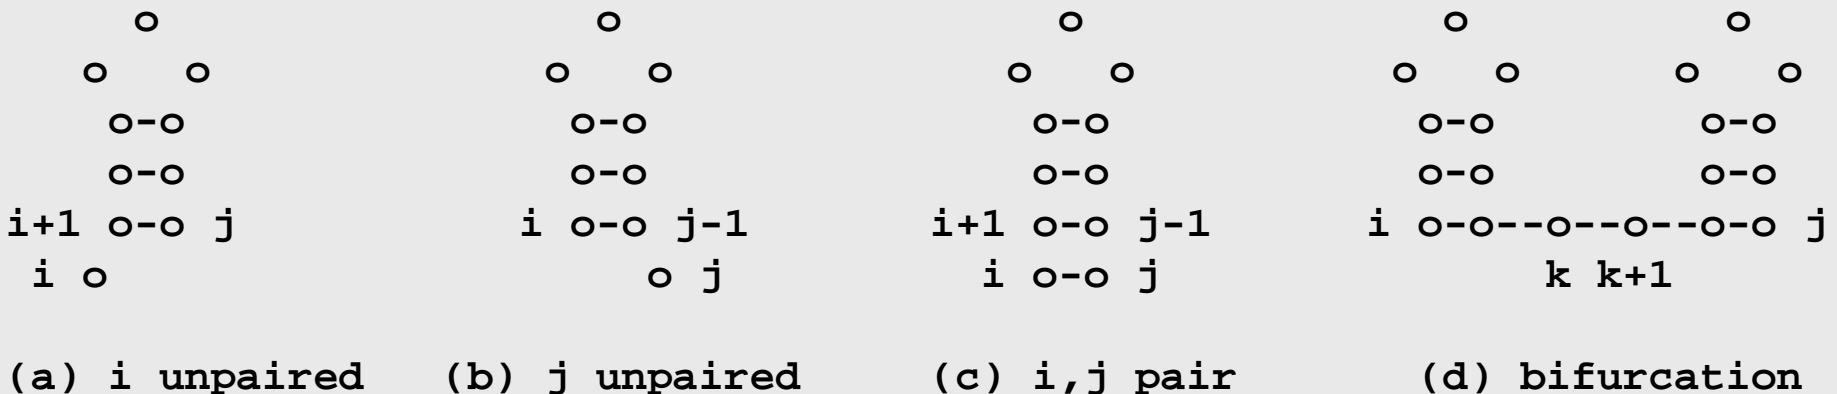 o                 o                 o              o          o
   o   o             o   o             o   o          o   o      o   o
    o-o               o-o               o-o            o-o        o-o
    o-o               o-o               o-o            o-o        o-o
i+1 o-o j           i o-o j-1       i+1 o-o j-1      i o-o--o--o--o-o j
 i o                     o j          i o-o j               k k+1
(a) i unpaired   (b) j unpaired     (c) i,j pair       (d) bifurcation